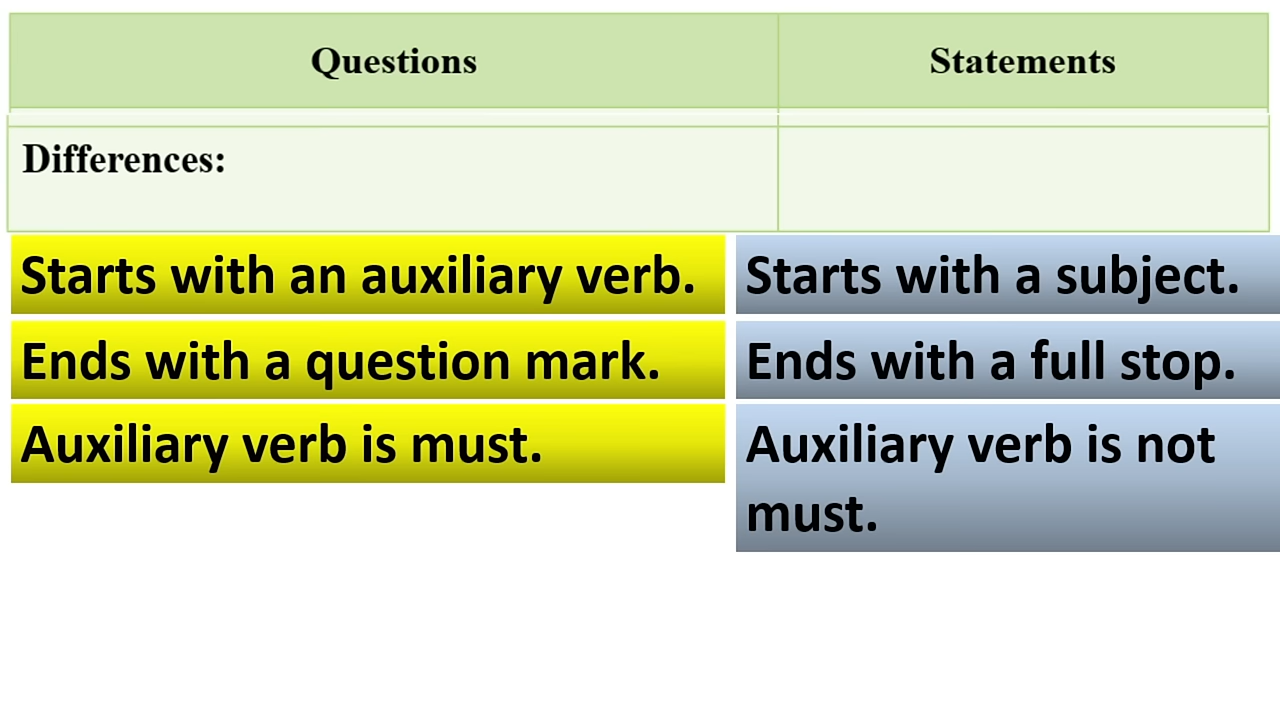 Questions
Statements
Differences:
Starts with an auxiliary verb.
Starts with a subject.
Ends with a question mark.
Ends with a full stop.
Auxiliary verb is must.
Auxiliary verb is not
must.